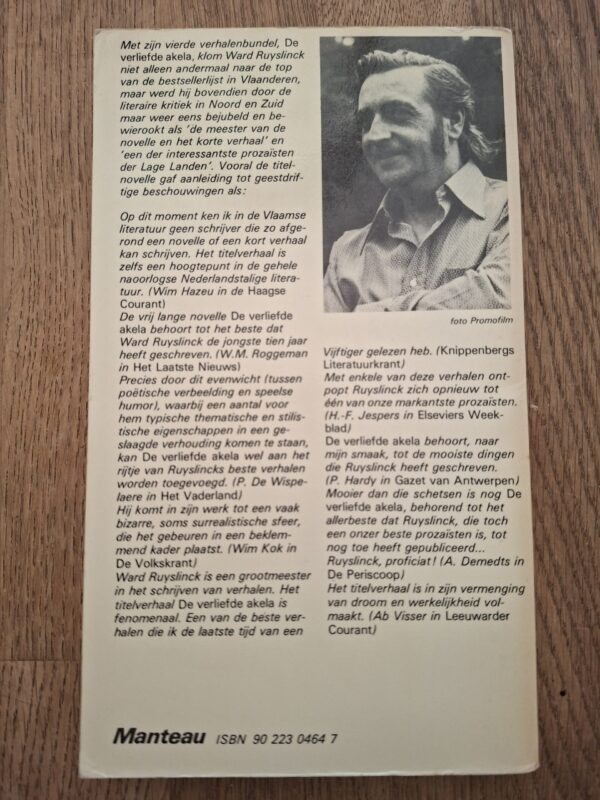 Met zijn vierde verhalenbundel, De
verliefde akela, klom Ward Ruyslinck
niet alleen andermaal naar de top
van de bestsellerlijst in Vlaanderen,
maar werd hij bovendien door de
literaire kritiek in Noord en Zuid
maar weer eens bejubeld en be-
wierookt als 'de meester van de
novelle en het korte verhaal' en
'een der interessantste prozaïsten
der Lage Landen'. Vooral de titel-
novelle gaf aanleiding tot geestdrif-
tige beschouwingen als:
Op dit moment ken ik in de Vlaamse
literatuur geen schrijver die zo afge-
rond een novelle of een kort verhaal
kan schrijven. Het titelverhaal is
zelfs een hoogtepunt in de gehele
naoorlogse Nederlandstalige litera-
tuur. (Wim Hazeu in de Haagse
Courant)
De vrij lange novelle De verliefde
akela behoort tot het beste dat
Ward Ruyslinck de jongste tien jaar
heeft geschreven. (W.M. Roggeman
in Het Laatste Nieuws)
Precies door dit evenwicht (tussen
poëtische verbeelding en speelse
humor), waarbij een aantal voor
hem typische thematische en stilis-
tische eigenschappen in een ge-
slaagde verhouding komen te staan,
kan De verliefde akela wel aan het
rijtje van Ruyslincks beste verhalen
worden toegevoegd. (P. De Wispe-
laere in Het Vaderland)
Hij komt in zijn werk tot een vaak
bizarre, soms surrealistische sfeer,
die het gebeuren in een beklem-
mend kader plaatst. (Wim Kok in
De Volkskrant)
Ward Ruyslinck is een grootmeester
in het schrijven van verhalen. Het
titelverhaal De verliefde akela is
fenomenaal. Een van de beste ver-
halen die ik de laatste tijd van een
foto Promofilm
Vijftiger gelezen heb. (Knippenbergs
Literatuurkrant)
Met enkele van deze verhalen ont-
popt Ruyslinck zich opnieuw tot
één van onze markantste prozaïsten.
(H.-F. Jespers in Elseviers Week-
blad)
De verliefde akela behoort, naar
mijn smaak, tot de mooiste dingen
die Ruyslinck heeft geschreven.
(P. Hardy in Gazet van Antwerpen)
Mooier dan die schetsen is nog De
verliefde akela, behorend tot het
allerbeste dat Ruyslinck, die toch
een onzer beste prozaïsten is, tot
nog toe heeft gepubliceerd...
Ruyslinck, proficiat! (A. Demedts in
De Periscoop)
Het titelverhaal is in zijn vermenging
van droom en werkelijkheid vol-
maakt. (Ab Visser in Leeuwarder
Courant)
Manteau ISBN 90 223 0464 7